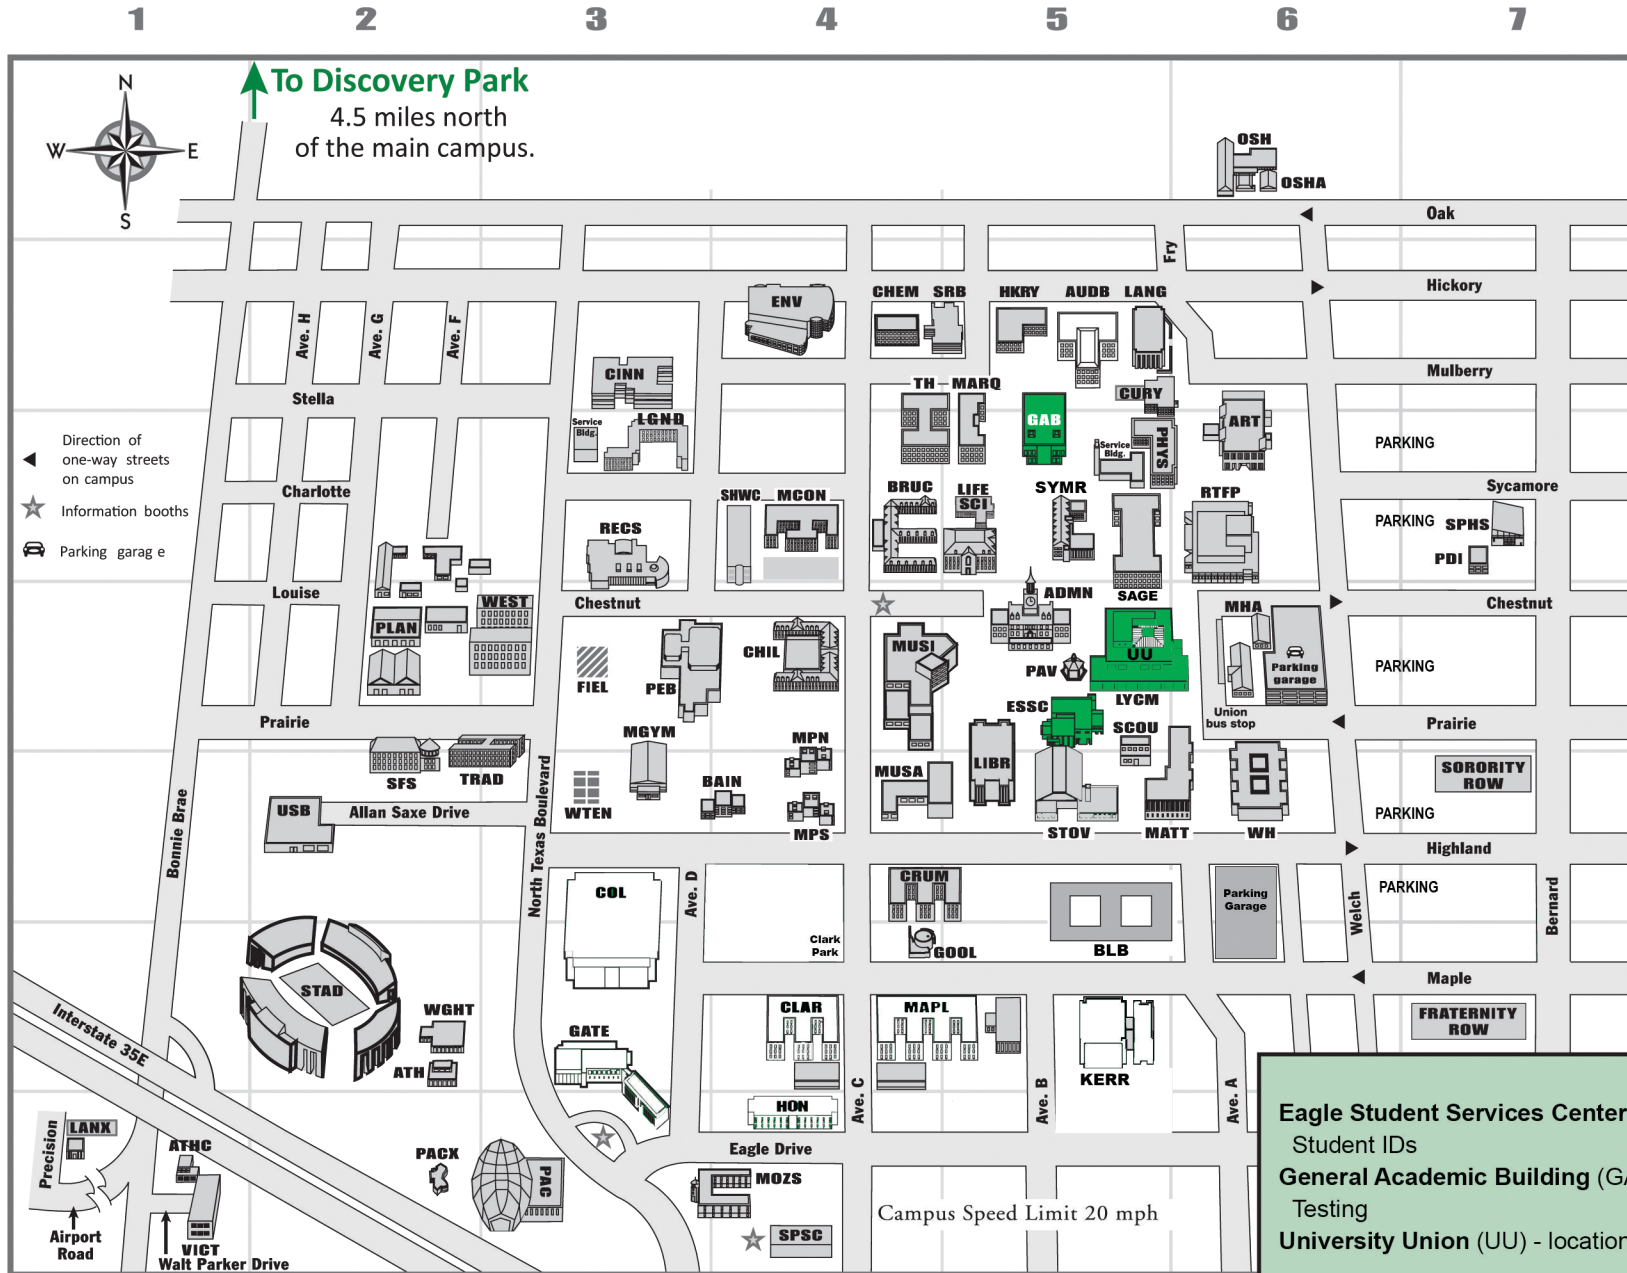 1 2 3 4 5 6 7
To Discovery Park
4.5 miles north
of the main campus.
N
W E
S
OSH
OSHA
Oak
Fry
Hickory
ENV
CHEM SRB HKRY AUDB LANG
Ave. H
Ave. G
Ave. F
CINN
Mulberry
TH MARQ
CURY
Stella
Service
Bldg.
LGND
GAB
ART
PHYS
Service
Bldg.
PARKING
Direction of
one-way streets
on campus
Information booths
Parking garag e
Charlotte
SHWC MCON
BRUC LIFE
SCI
SYMR
RTFP
Sycamore
RECS
PARKING
SPHS
PDI
Louise
WEST
Chestnut
ADMN
SAGE
MHA
Chestnut
PLAN
CHIL
MUSI
UU
PAV
Parking
garage
PARKING
FIEL
PEB
LYCM
ESSC
Union
bus stop
Prairie
Prairie
MGYM
MPN
SCOU
SFS
TRAD
LIBR
MUSA
BAIN
SORORITY
ROW
WTEN
USB
Allan Saxe Drive
North Texas Boulevard
Bonnie Brae
MPS
STOV
MATT
WH
PARKING
Highland
COL
Ave. D
CRUM
Parking
Garage
PARKING
Welch
Bernard
Clark
Park
GOOL
BLB
Maple
STAD
WGHT
CLAR
MAPL
FRATERNITY
ROW
Interstate 35E
GATE
ATH
KERR
HON
Ave. C
Ave. B
Ave. A
LANX
Precision
ATHC
PACX
PAC
Eagle Drive
MOZS
SPSC
Campus Speed Limit 20 mph
Airport
Road
VICT
Walt Parker Drive
Eagle Student Services Center
Student IDs
General Academic Building (GA
Testing
University Union (UU) - location